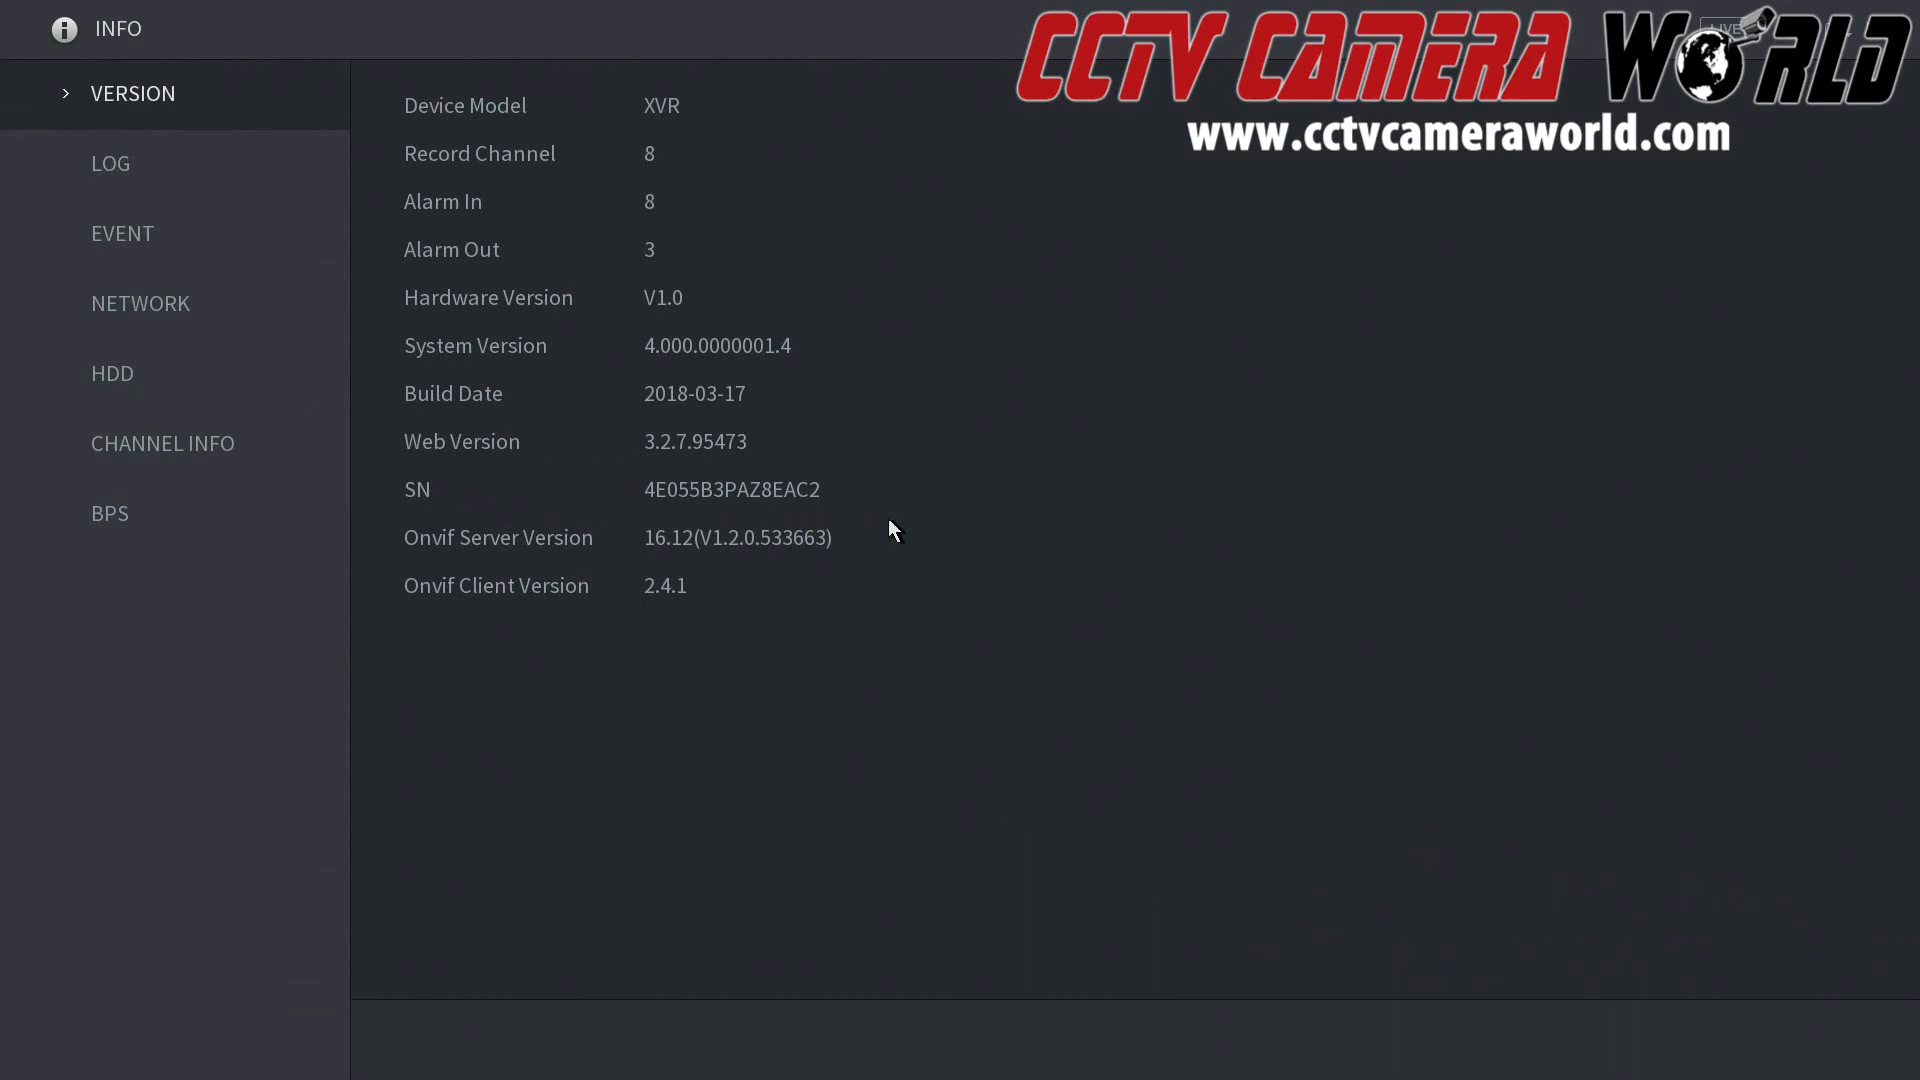 INFO
CCTV CAMERA WORLD
www.cctvcameraworld.com
LIVE
VERSION
LOG
EVENT
NETWORK
HDD
CHANNEL INFO
BPS
Device Model XVR
Record Channel 8
Alarm In 8
Alarm Out 3
Hardware Version V1.0
System Version 4.000.0000001.4
Build Date 2018-03-17
Web Version 3.2.7.95473
SN 4E055B3PAZ8EAC2
Onvif Server Version 16.12(V1.2.0.533663)
Onvif Client Version 2.4.1